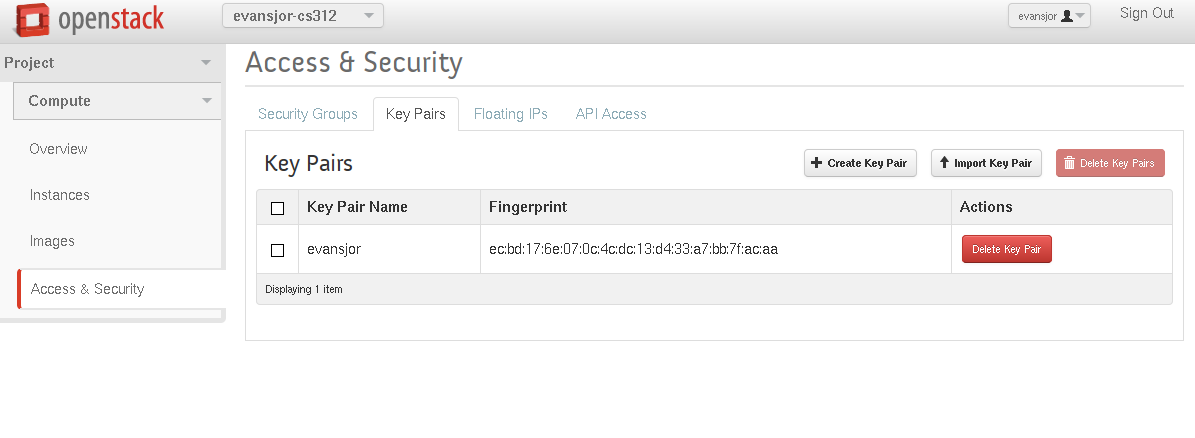 openstack
evansjor-cs312
evansjor
Sign Out
Project
Compute
Overview
Instances
Images
Access & Security
Access & Security
Security Groups
Key Pairs
Floating IPs
API Access
Key Pairs
Create Key Pair
Import Key Pair
Delete Key Pairs
Key Pair Name Fingerprint Actions
evansjor ec:bd:17:6e:07:0c:4c:dc:13:d4:33:a7:bb:7f:ac:aa Delete Key Pair
Displaying 1 item